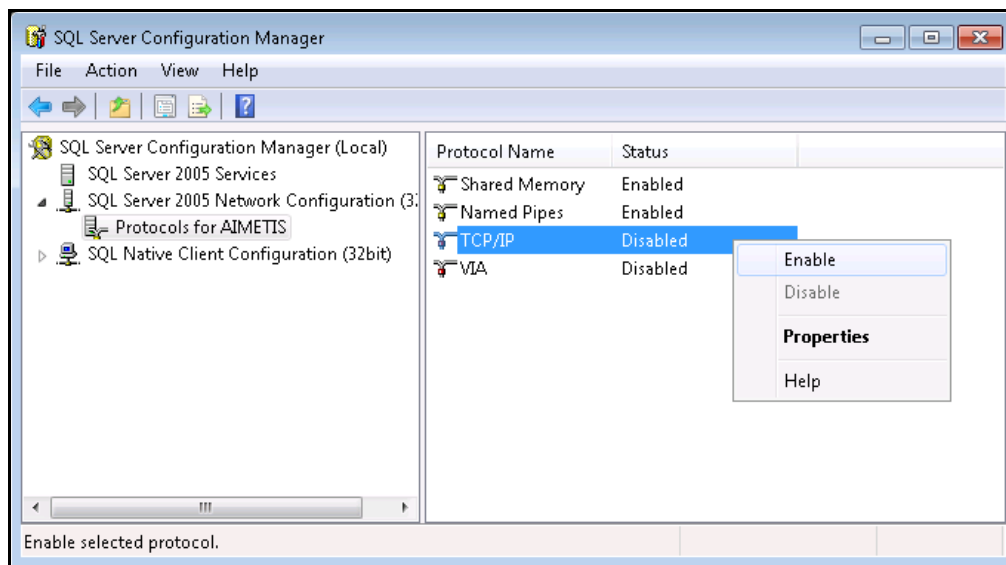 SQL Server Configuration Manager
File Action View Help
SQL Server Configuration Manager (Local)
SQL Server 2005 Services
SQL Server 2005 Network Configuration (3
Protocols for AIMETIS
SQL Native Client Configuration (32bit)
Protocol Name Status
Shared Memory Enabled
Named Pipes Enabled
TCP/IP Disabled
VIA Disabled
Enable
Disable
Properties
Help
Enable selected protocol.